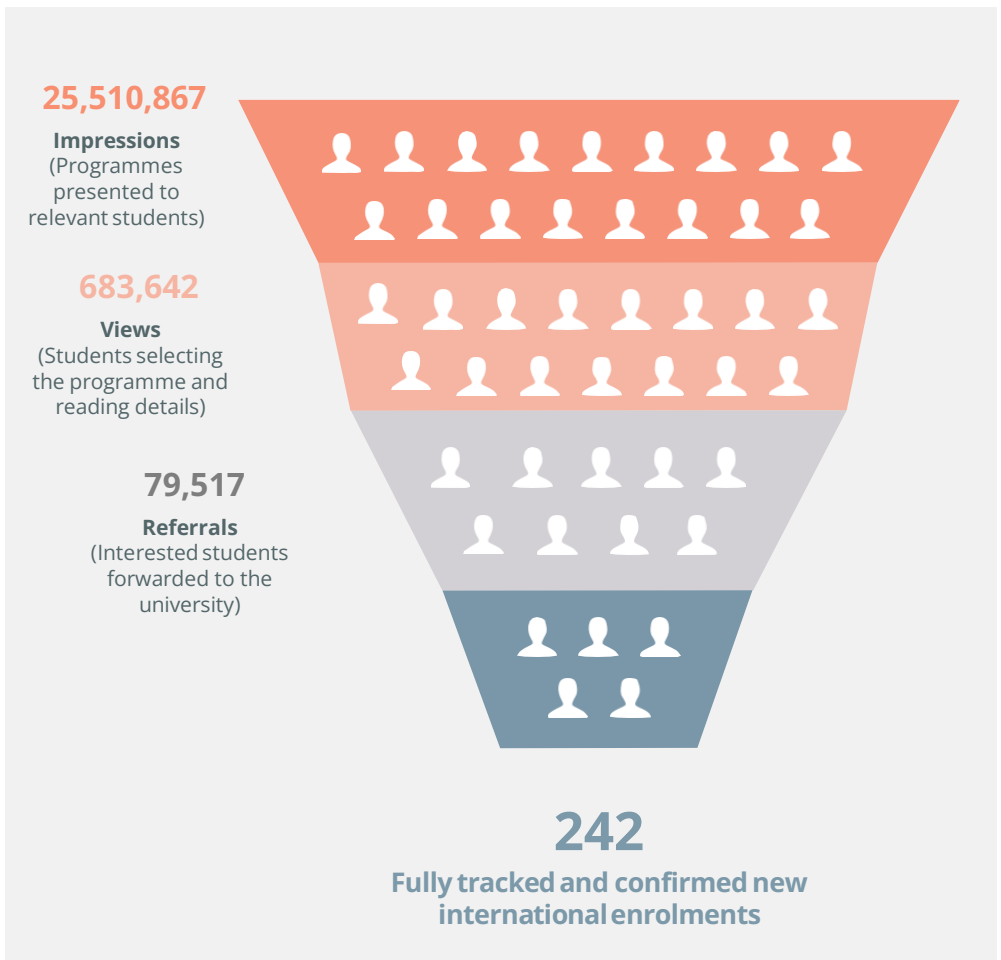 25,510,867
Impressions
(Programmes
presented to
relevant students)
683,642
Views
(Students selecting
the programme and
reading details)
79,517
Referrals
(Interested students
forwarded to the
university)
242
Fully tracked and confirmed new
international enrolments